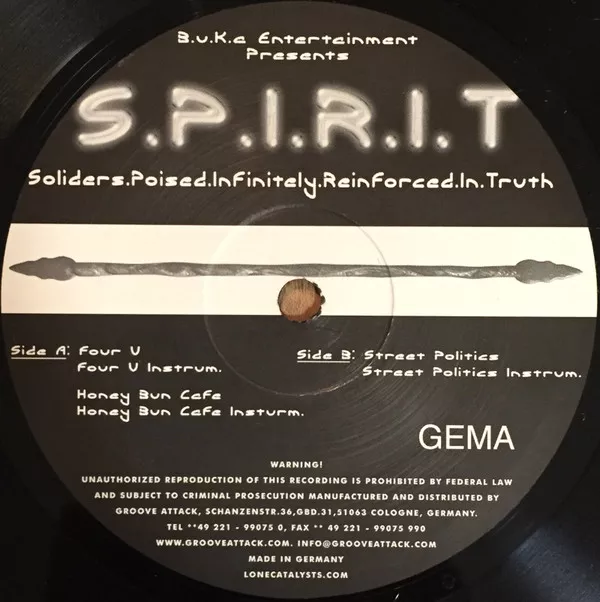 B.u.K.a Entertainment
Presents
S.P.I.R.I.T
Soliders.Poised.Infinitely.Reinforced.In.Truth
Side A: Four U
Four U Instrum.
Honey Bun Cafe
Honey Bun Cafe Insturm.
Side B: Street Politics
Street Politics Instrum.
GEMA
WARNING!
UNAUTHORIZED REPRODUCTION OF THIS RECORDING IS PROHIBITED BY FEDERAL LAW
AND SUBJECT TO CRIMINAL PROSECUTION MANUFACTURED AND DISTRIBUTED BY
GROOVE ATTACK, SCHANZENSTR.36,GBD.31,51063 COLOGNE, GERMANY.
TEL **49 221 - 99075 0, FAX ** 49 221 - 99075 990
WWW.GROOVEATTACK.COM. INFO@GROOVEATTACK.COM
MADE IN GERMANY
LONECATALYSTS.COM